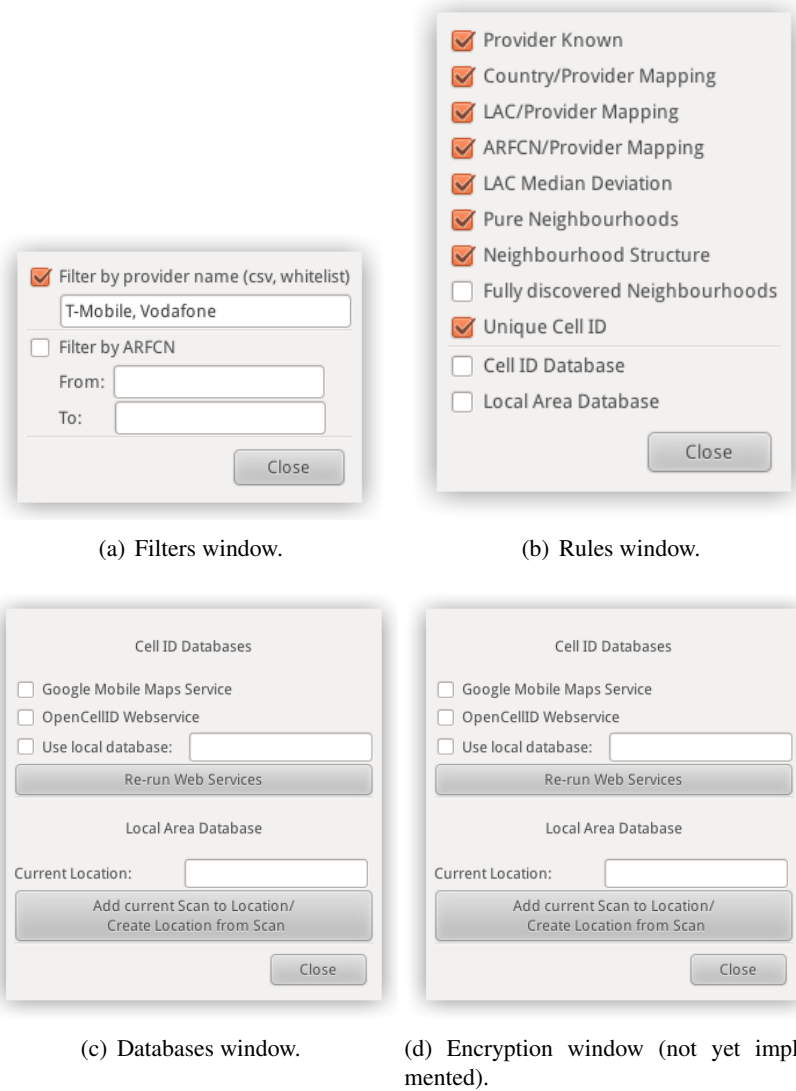 Filter by provider name (csv, whitelist)
T-Mobile, Vodafone
Filter by ARFCN
From:
To:
Close
(a) Filters window.
Provider Known
Country/Provider Mapping
LAC/Provider Mapping
ARFCN/Provider Mapping
LAC Median Deviation
Pure Neighbourhoods
Neighbourhood Structure
Fully discovered Neighbourhoods
Unique Cell ID
Cell ID Database
Local Area Database
Close
(b) Rules window.
Cell ID Databases
Google Mobile Maps Service
OpenCellID Webservice
Use local database:
Re-run Web Services
Local Area Database
Current Location:
Add current Scan to Location/
Create Location from Scan
Close
(c) Databases window.
Cell ID Databases
Google Mobile Maps Service
OpenCellID Webservice
Use local database:
Re-run Web Services
Local Area Database
Current Location:
Add current Scan to Location/
Create Location from Scan
Close
(d) Encryption window (not yet impl
mented).